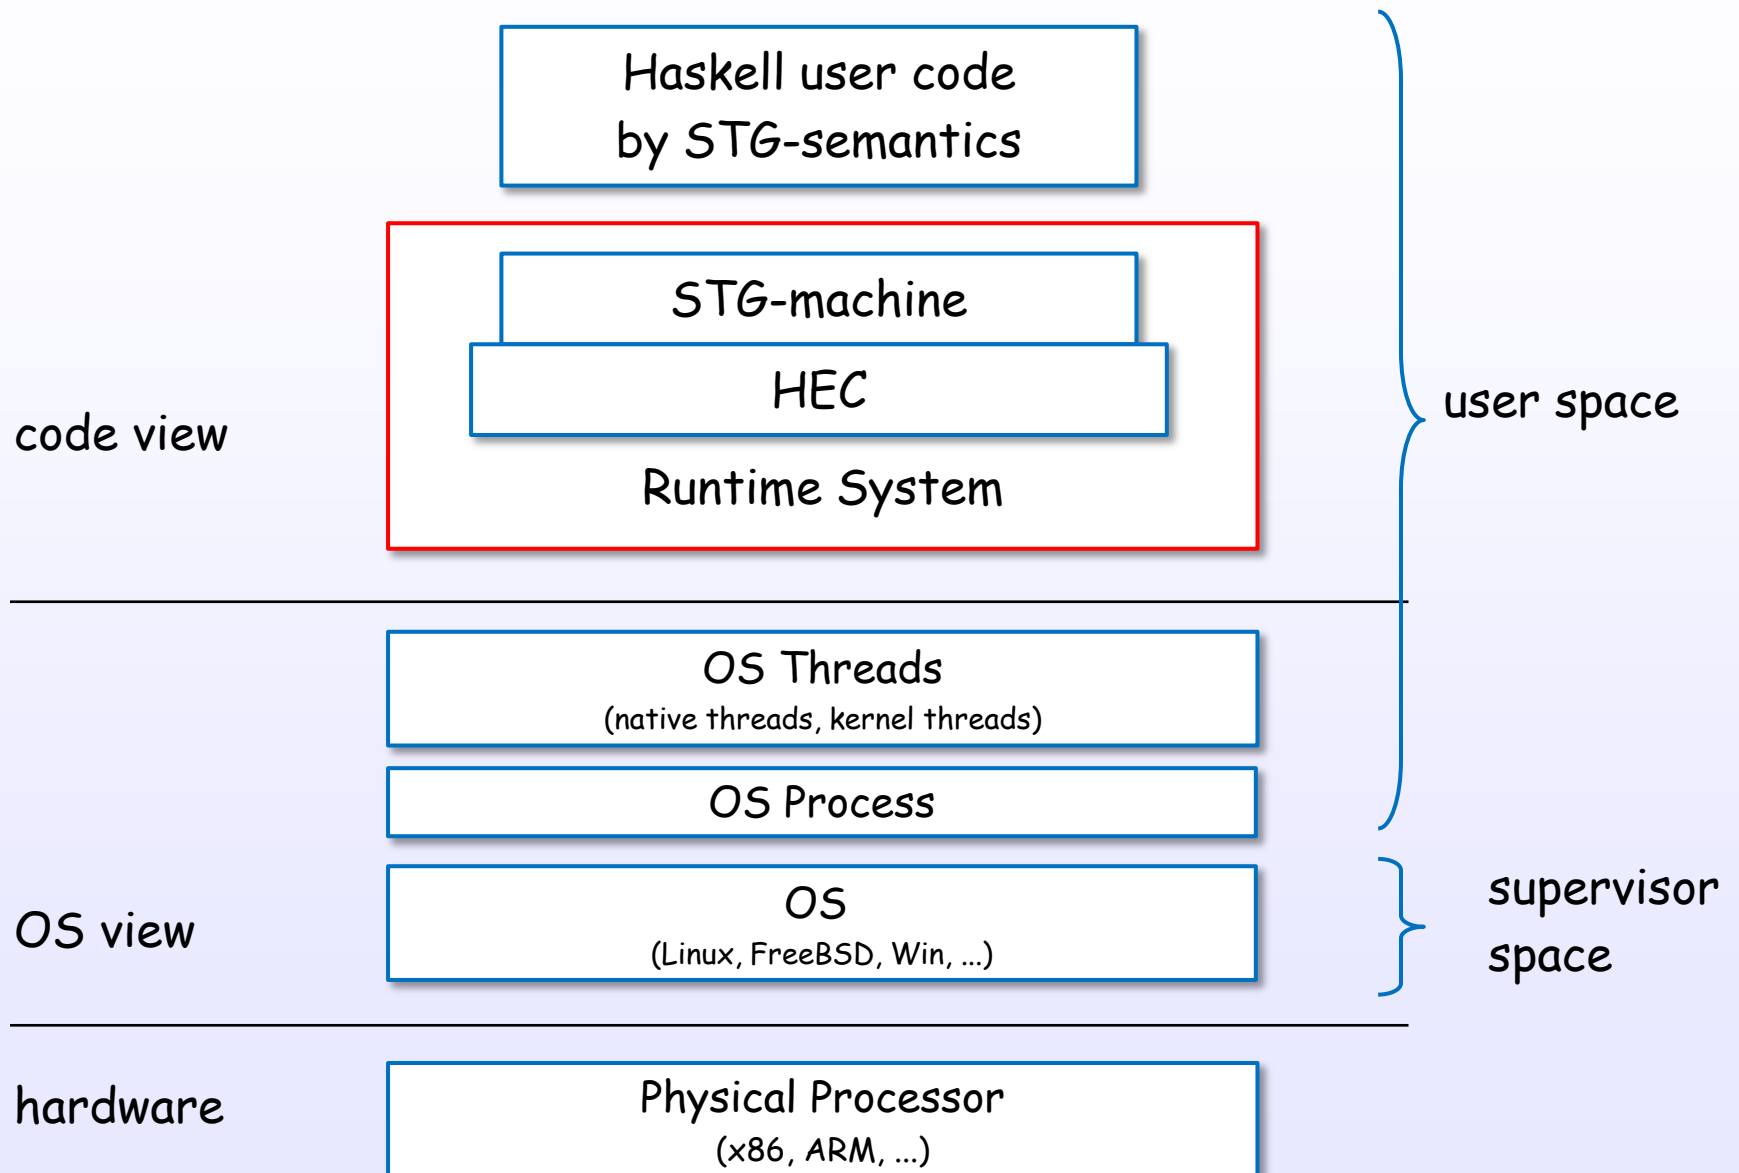 Haskell user code
by STG-semantics
STG-machine
HEC
Runtime System
code view
user space
OS Threads
(native threads, kernel threads)
OS Process
OS
(Linux, FreeBSD, Win, ...)
OS view
supervisor
space
hardware
Physical Processor
(x86, ARM, ...)